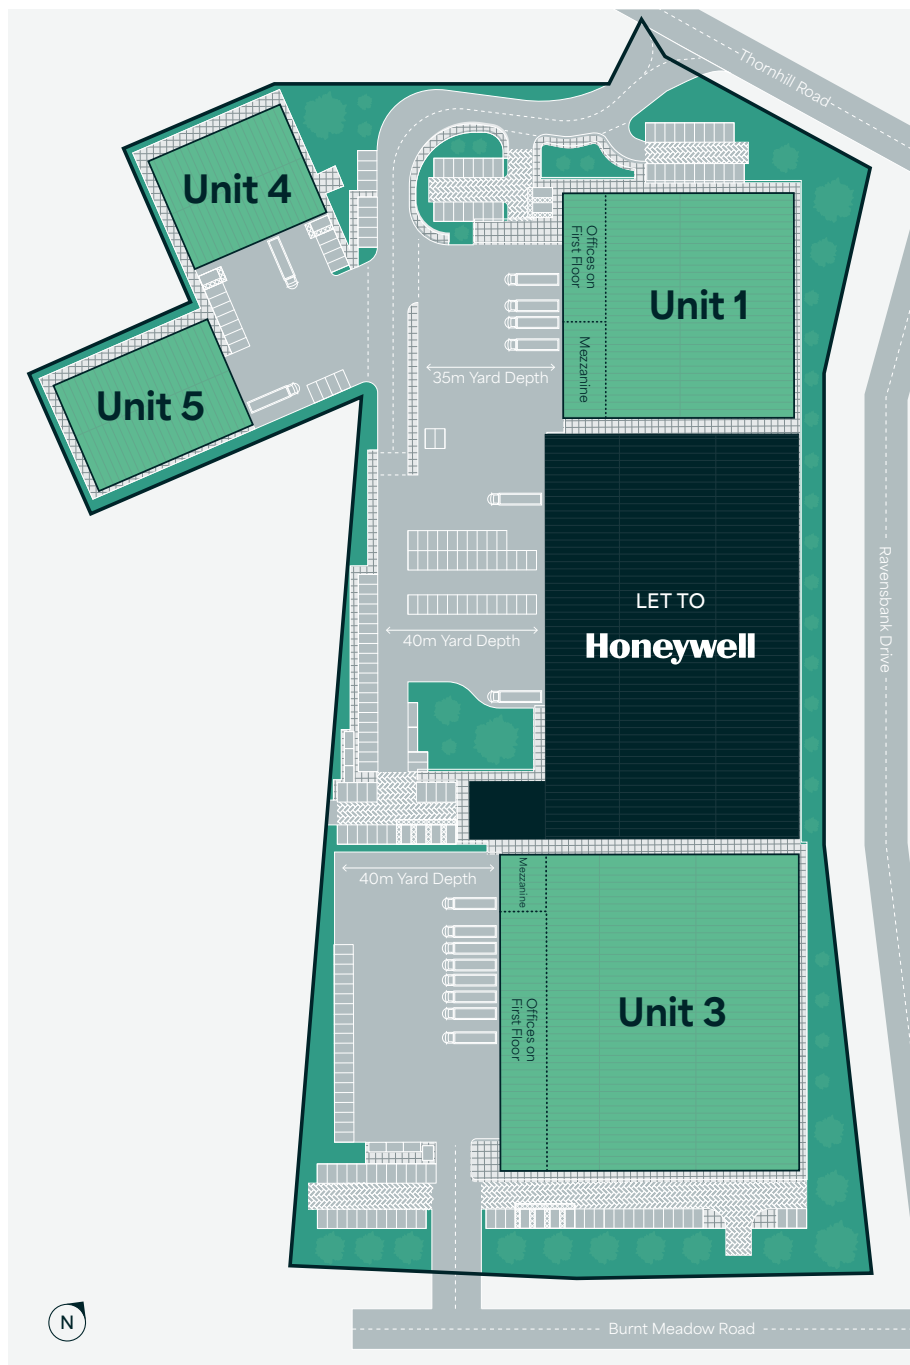 Thornhill Road
Unit 4
Offices on
First Floor
Unit 1
Mezzanine
35m Yard Depth
Unit 5
Ravensbank Drive
LET TO
Honeywell
40m Yard Depth
40m Yard Depth
Mezzanine
Offices on
First Floor
Unit 3
N
Burnt Meadow Road